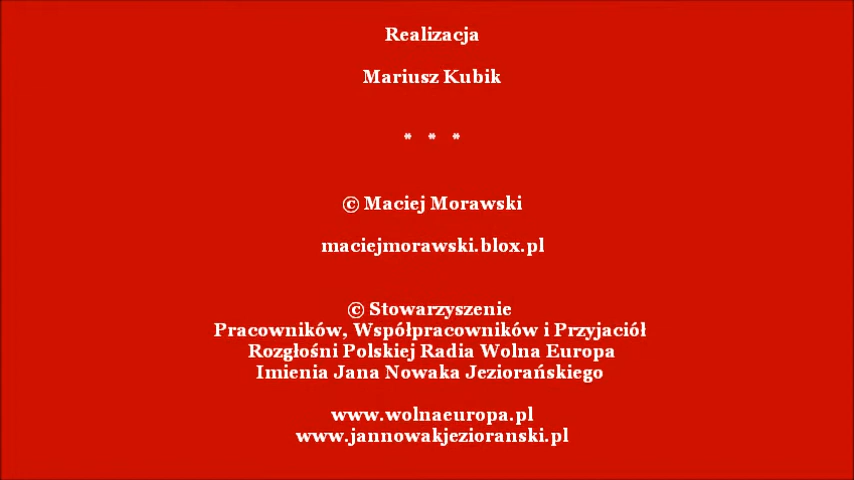 Realizacja
Mariusz Kubik
* * *
© Maciej Morawski
maciejmorawski.blox.pl
© Stowarzyszenie
Pracowników, Współpracowników i Przyjaciół
Rozgłośni Polskiej Radia Wolna Europa
Imienia Jana Nowaka Jeziorańskiego
www.wolnaeuropa.pl
www.jannowakjezioranski.pl